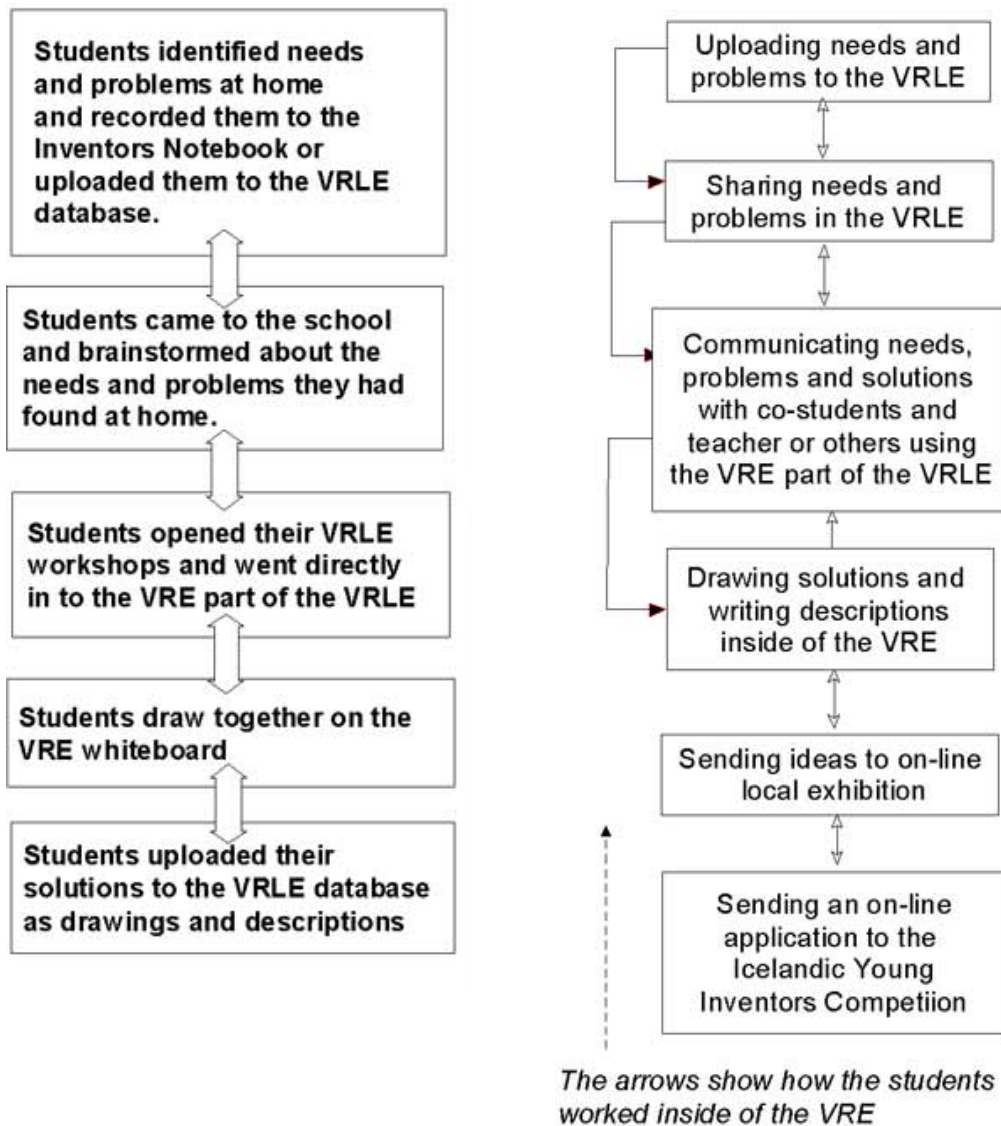 Students identified needs
and problems at home
and recorded them to the
Inventors Notebook or
uploaded them to the VRLE
database.
Students came to the school
and brainstormed about the
needs and problems they had
found at home.
Students opened their VRLE
workshops and went directly
in to the VRE part of the VRLE
Students draw together on the
VRE whiteboard
Students uploaded their
solutions to the VRLE database
as drawings and descriptions
Uploading needs and
problems to the VRLE
Sharing needs and
problems in the VRLE
Communicating needs,
problems and solutions
with co-students and
teacher or others using
the VRE part of the VRLE
Drawing solutions and
writing descriptions
inside of the VRE
Sending ideas to on-line
local exhibition
Sending an on-line
application to the
Icelandic Young
Inventors Competiion
The arrows show how the students
worked inside of the VRE